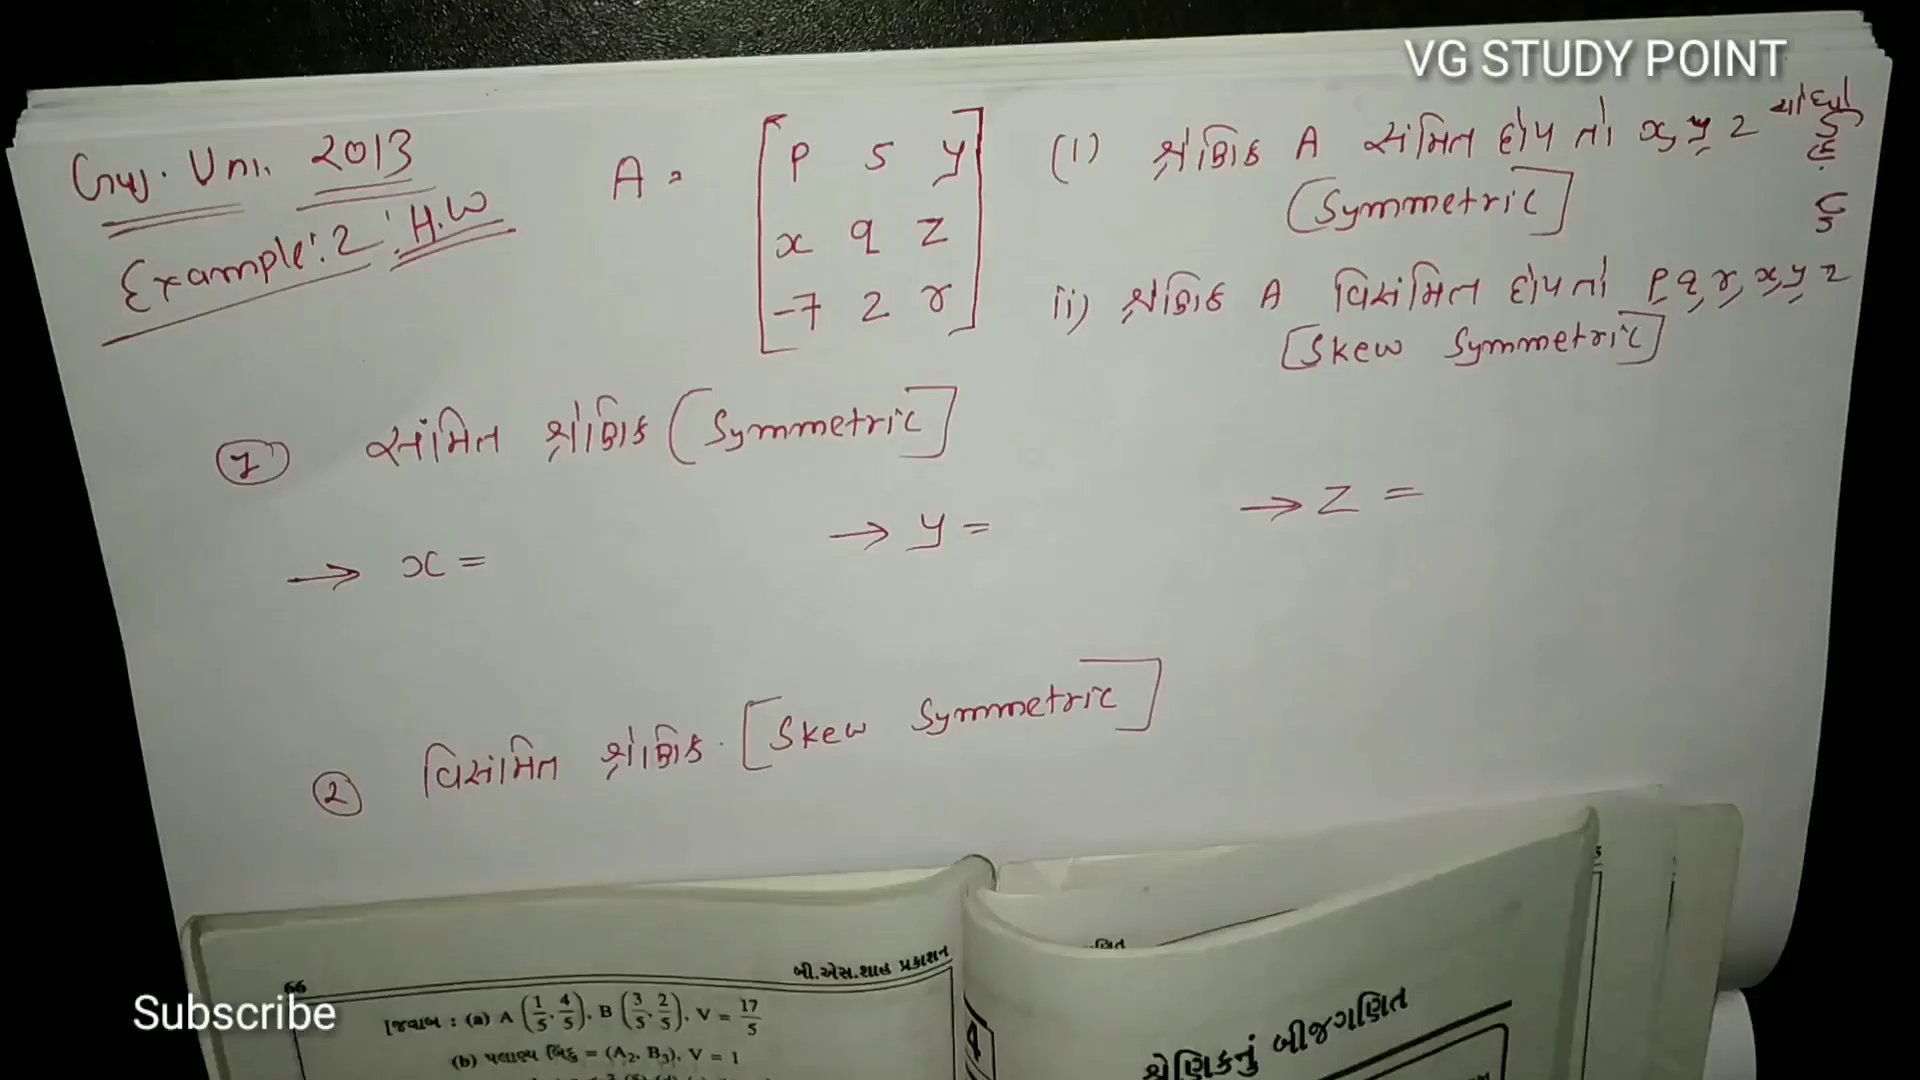 VG STUDY POINT
Guj. Uni. 2013
Example: 2 : H.W
A =
p 5 y
x q z
-7 2 r
(i) શ્રેણિક A સંમિત હોય તો x, y, z
(Symmetric]
ii) શ્રેણિક A વિસંમિત હોય તો p, q, r, x, y, z
[Skew Symmetric]
① સંમિત શ્રેણિક (Symmetric]
→ x =
→ y =
→ z =
② વિસંમિત શ્રેણિક. [Skew Symmetric]
66
બી.એસ.શાહ પ્રકાશન
[જવાબ : (a) A (1/5, 4/5), B (3/5, 2/5), V = 17/5
(b) પલાણ્ય બિંદુ = (A₂, B₃), V = 1
4
શ્રેણિકનું બીજગણિત
Subscribe